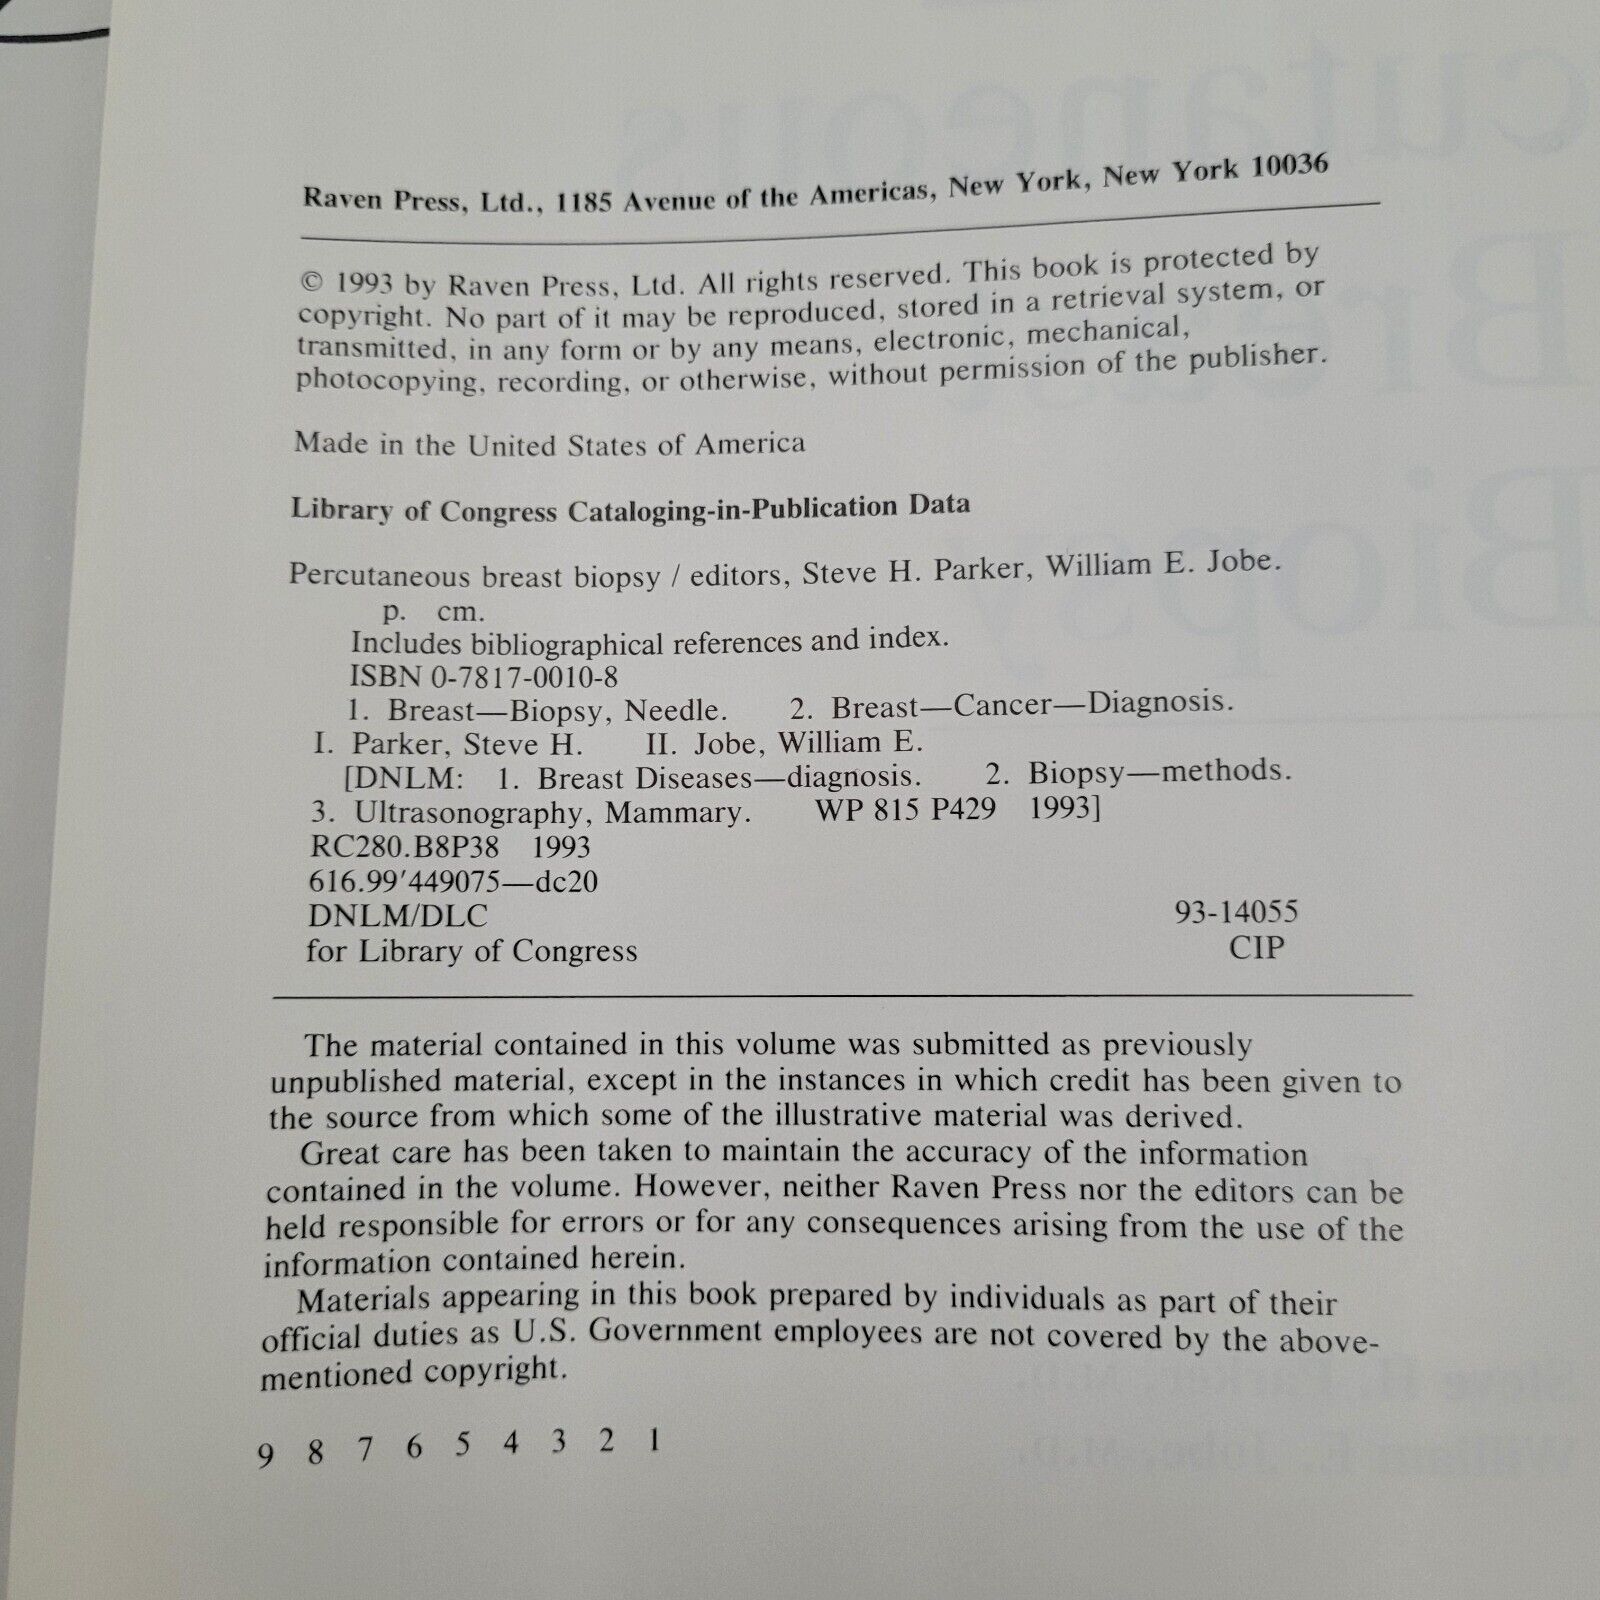 Raven Press, Ltd., 1185 Avenue of the Americas, New York, New York 10036
© 1993 by Raven Press, Ltd. All rights reserved. This book is protected by
copyright. No part of it may be reproduced, stored in a retrieval system, or
transmitted, in any form or by any means, electronic, mechanical,
photocopying, recording, or otherwise, without permission of the publisher.
Made in the United States of America
Library of Congress Cataloging-in-Publication Data
Percutaneous breast biopsy / editors, Steve H. Parker, William E. Jobe.
p. cm.
Includes bibliographical references and index.
ISBN 0-7817-0010-8
1. Breast—Biopsy, Needle. 2. Breast—Cancer—Diagnosis.
I. Parker, Steve H. II. Jobe, William E.
[DNLM: 1. Breast Diseases—diagnosis. 2. Biopsy—methods.
3. Ultrasonography, Mammary. WP 815 P429 1993]
RC280.B8P38 1993
616.99'449075—dc20
DNLM/DLC 93-14055
for Library of Congress CIP
The material contained in this volume was submitted as previously
unpublished material, except in the instances in which credit has been given to
the source from which some of the illustrative material was derived.
Great care has been taken to maintain the accuracy of the information
contained in the volume. However, neither Raven Press nor the editors can be
held responsible for errors or for any consequences arising from the use of the
information contained herein.
Materials appearing in this book prepared by individuals as part of their
official duties as U.S. Government employees are not covered by the above-
mentioned copyright.
9 8 7 6 5 4 3 2 1